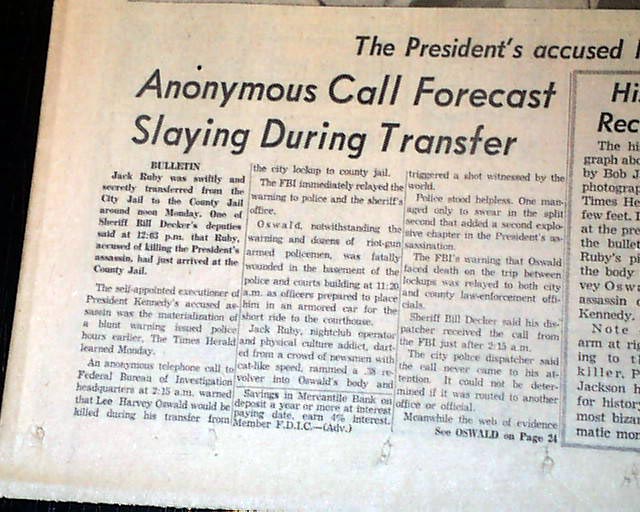 The President's accused
Anonymous Call Forecast
Slaying During Transfer
BULLETIN
Jack Ruby was swiftly and
secretly transferred from the
City Jail to the County Jail
around noon Monday. One of
Sheriff Bill Decker's deputies
said at 12:03 p.m. that Ruby,
accused of killing the President's
assassin, had just arrived at the
County Jail.
The self-appointed executioner of
President Kennedy's accused as-
sassin was the materialization of
a blunt warning issued police
hours earlier, The Times Herald
learned Monday.
An anonymous telephone call to
Federal Bureau of Investigation
headquarters at 2:15 a.m. warned
that Lee Harvey Oswald would be
killed during his transfer from
the city lockup to county jail.
The FBI immediately relayed the
warning to police and the sheriff's
office.
Oswald, notwithstanding the
warning and dozens of riot-gun
armed policemen, was fatally
wounded in the basement of the
police and courts building at 11:20
a.m. as officers prepared to place
him in an armored car for the
short ride to the courthouse.
Jack Ruby, nightclub operator
and physical culture addict, dart-
ed from a crowd of newsmen with
cat-like speed, rammed a .38 re-
volver into Oswald's body and
Savings in Mercantile Bank on
deposit a year or more at interest
paying date, earn 4% interest.
Member F.D.I.C.—(Adv.)
triggered a shot witnessed by the
world.
Police stood helpless. One man-
aged only to swear in the split
second that added a second explo-
sive chapter in the President's as-
sassination.
The FBI's warning that Oswald
faced death on the trip between
lockups was relayed to both city
and county law-enforcement offi-
cials.
Sheriff Bill Decker said his dis-
patcher received the call from
the FBI just after 2:15 a.m.
The city police dispatcher said
the call never came to his at-
tention. It could not be deter-
mined if it was routed to another
office or official.
Meanwhile the web of evidence
See OSWALD on Page 24
Hi
Rec
The hi
graph abo
by Bob J
photogra
Times He
few feet.
at the pre
the bullet
Ruby's pi
the body
vey Oswa
assassin
Kennedy.
Note
arm at rig
ing to th
killer. P
Jackson h
for history
most bizar
matic mom